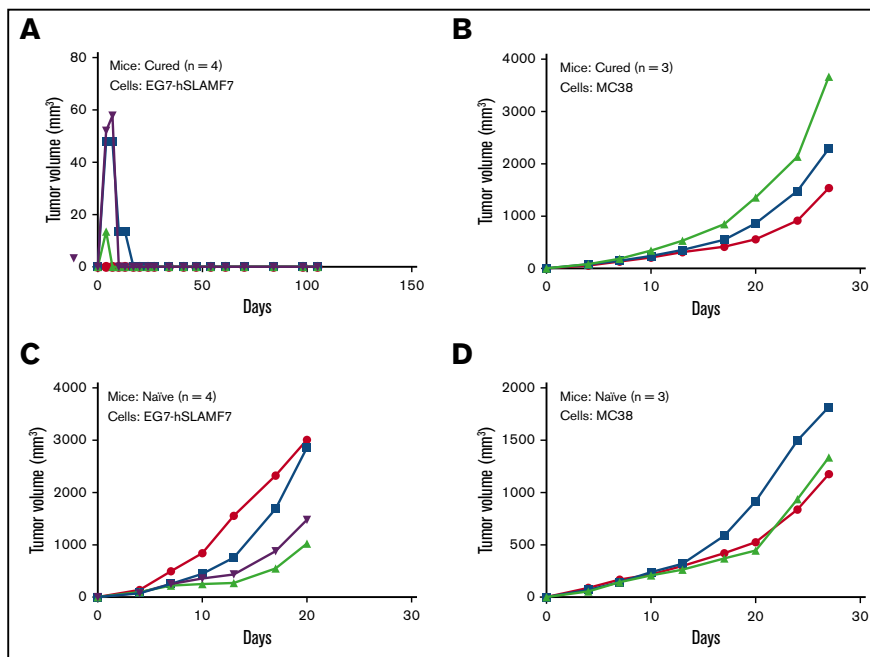 A
Mice: Cured (n = 4)
Cells: EG7-hSLAMF7
Tumor volume (mm³)
80
60
40
20
0
0 50 100 150
Days
B
Mice: Cured (n = 3)
Cells: MC38
Tumor volume (mm³)
4000
3000
2000
1000
0
0 10 20 30
Days
C
Mice: Naïve (n = 4)
Cells: EG7-hSLAMF7
Tumor volume (mm³)
4000
3000
2000
1000
0
0 10 20 30
Days
D
Mice: Naïve (n = 3)
Cells: MC38
Tumor volume (mm³)
2000
1500
1000
500
0
0 10 20 30
Days